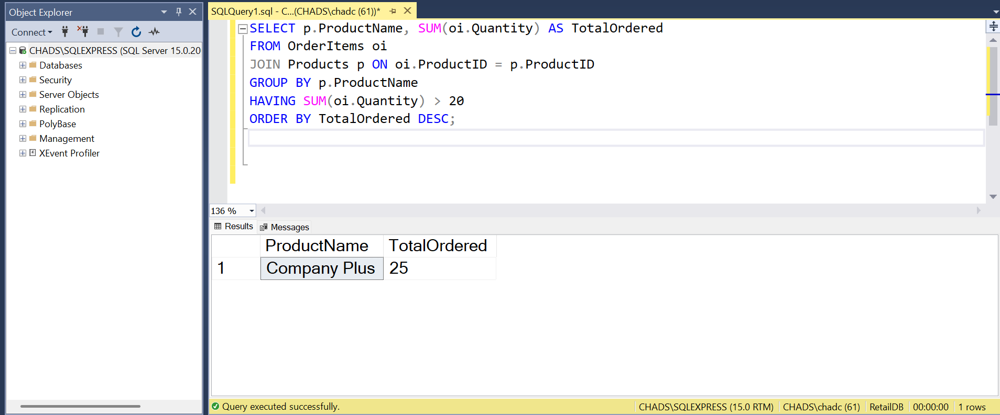 Object Explorer
Connect
CHADS\SQLEXPRESS (SQL Server 15.0.20
Databases
Security
Server Objects
Replication
PolyBase
Management
XEvent Profiler
SQLQuery1.sql - C...(CHADS\chadc (61))*
SELECT p.ProductName, SUM(oi.Quantity) AS TotalOrdered
FROM OrderItems oi
JOIN Products p ON oi.ProductID = p.ProductID
GROUP BY p.ProductName
HAVING SUM(oi.Quantity) > 20
ORDER BY TotalOrdered DESC;
136 %
Results Messages
ProductName TotalOrdered
1 Company Plus 25
Query executed successfully. CHADS\SQLEXPRESS (15.0 RTM) CHADS\chadc (61) RetailDB 00:00:00 1 rows